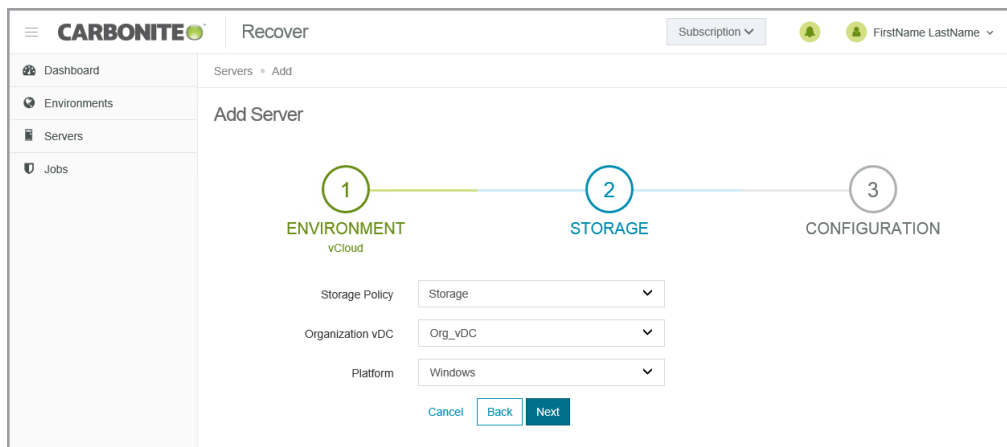 CARBONITE Recover Subscription FirstName LastName
Dashboard
Environments
Servers
Jobs
Servers • Add
Add Server
1 2 3
ENVIRONMENT STORAGE CONFIGURATION
vCloud
Storage Policy Storage
Organization vDC Org_vDC
Platform Windows
Cancel Back Next